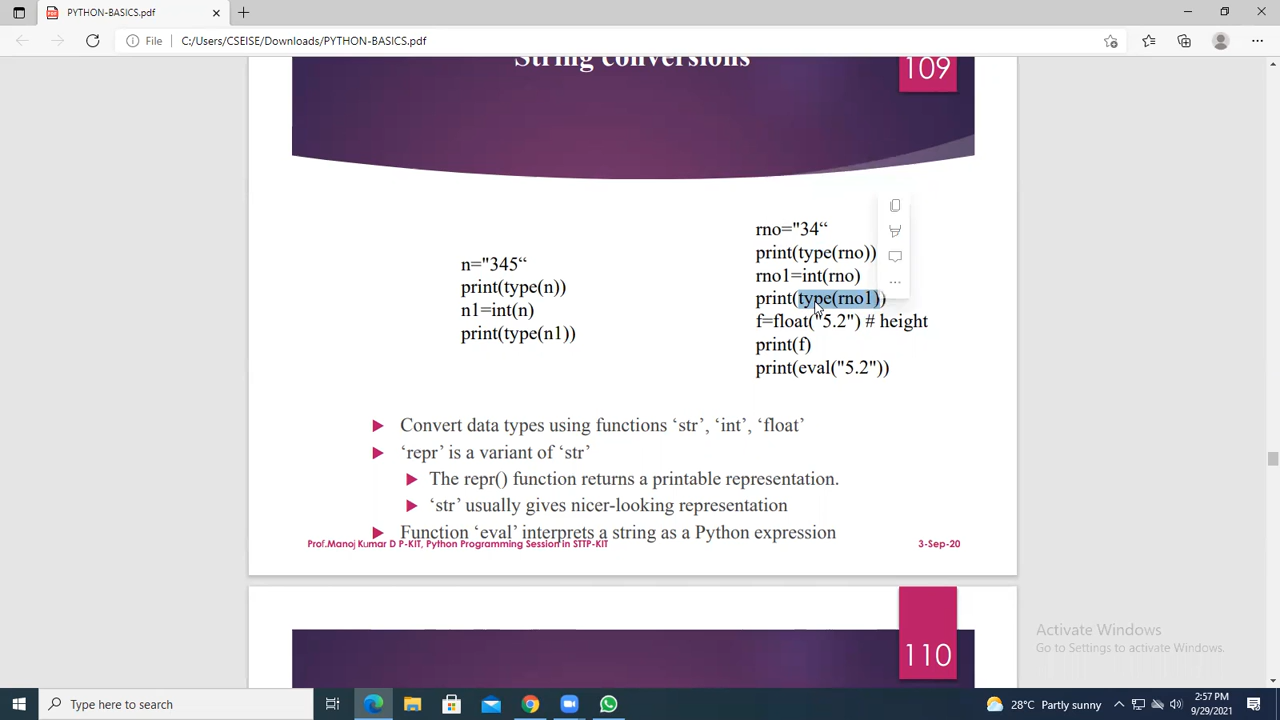 PYTHON-BASICS.pdf
File
C:/Users/CSEISE/Downloads/PYTHON-BASICS.pdf
String conversions
109
n="345“
print(type(n))
n1=int(n)
print(type(n1))
rno="34“
print(type(rno))
rno1=int(rno)
print(type(rno1))
f=float("5.2") # height
print(f)
print(eval("5.2"))
Convert data types using functions ‘str’, ‘int’, ‘float’
‘repr’ is a variant of ‘str’
The repr() function returns a printable representation.
‘str’ usually gives nicer-looking representation
Function ‘eval’ interprets a string as a Python expression
Prof.Manoj Kumar D P-KIT, Python Programming Session in STTP-KIT
3-Sep-20
110
Activate Windows
Go to Settings to activate Windows.
Type here to search
28°C Partly sunny
2:57 PM
9/29/2021